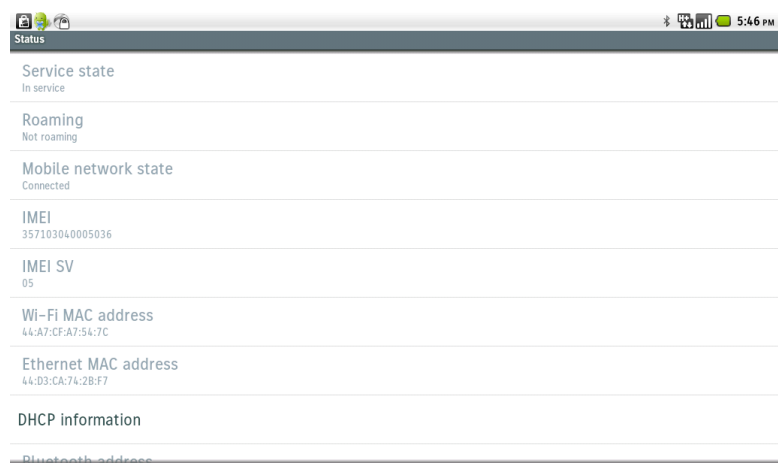 5:46 PM
Status
Service state
In service
Roaming
Not roaming
Mobile network state
Connected
IMEI
357103040005036
IMEI SV
05
Wi-Fi MAC address
44:A7:CF:A7:54:7C
Ethernet MAC address
44:D3:CA:74:2B:F7
DHCP information
Bluetooth address